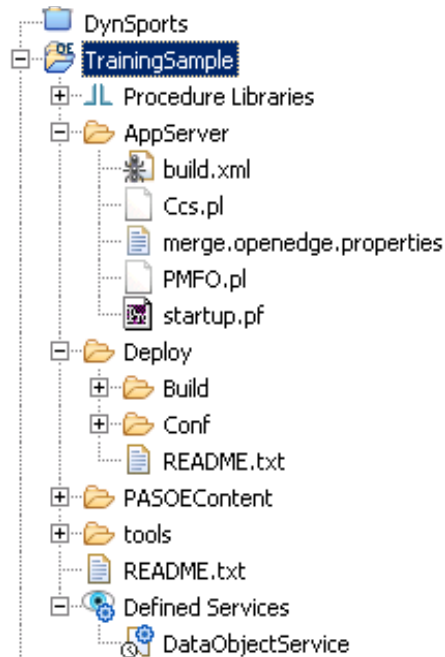 DynSports
TrainingSample
Procedure Libraries
AppServer
build.xml
Ccs.pl
merge.openedge.properties
PMFO.pl
startup.pf
Deploy
Build
Conf
README.txt
PASOEContent
tools
README.txt
Defined Services
DataObjectService